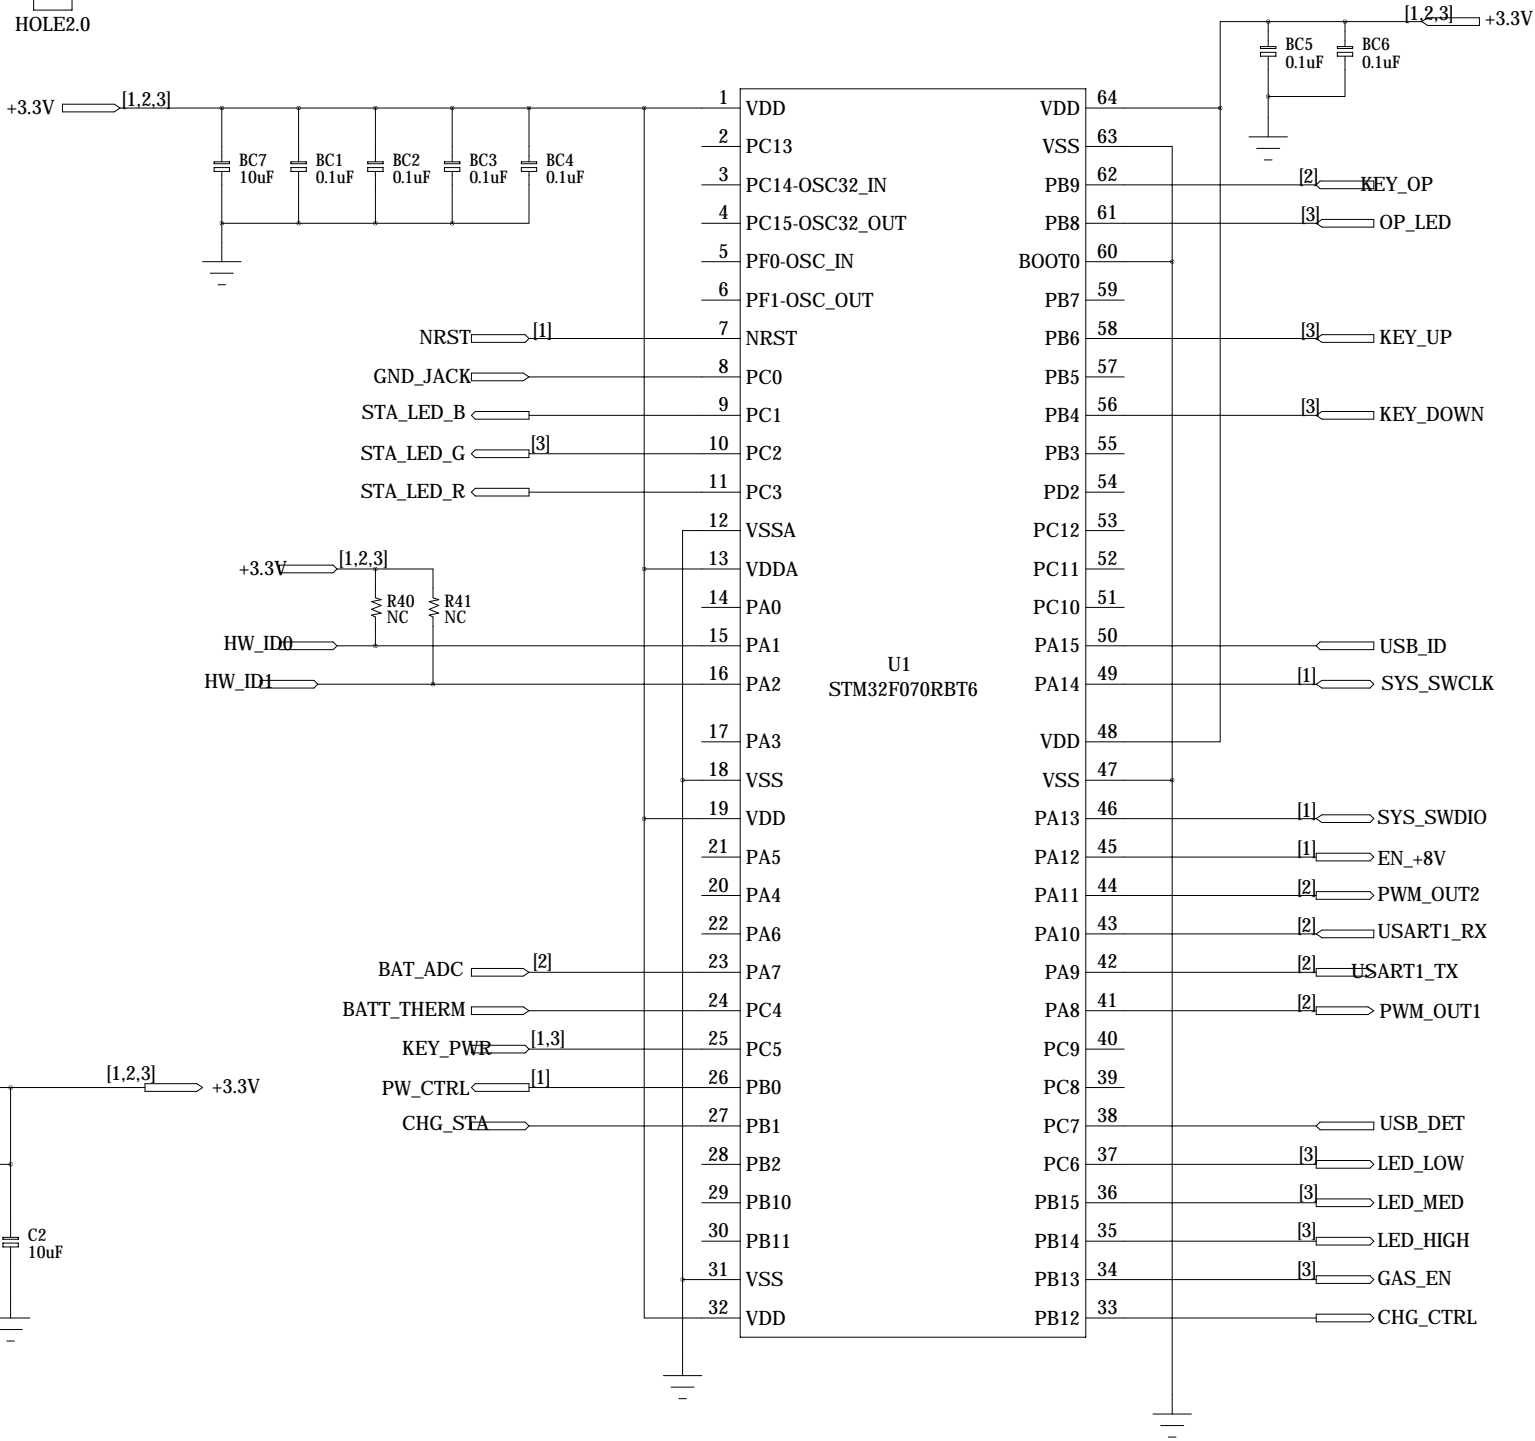 HOLE2.0
[1,2,3] +3.3V
BC5 0.1uF
BC6 0.1uF
+3.3V [1,2,3]
BC7 10uF
BC1 0.1uF
BC2 0.1uF
BC3 0.1uF
BC4 0.1uF
1 VDD
2 PC13
3 PC14-OSC32_IN
4 PC15-OSC32_OUT
5 PF0-OSC_IN
6 PF1-OSC_OUT
NRST [1] 7 NRST
GND_JACK 8 PC0
STA_LED_B 9 PC1
STA_LED_G [3] 10 PC2
STA_LED_R 11 PC3
12 VSSA
+3.3V [1,2,3]
13 VDDA
R40 NC
R41 NC
14 PA0
HW_ID0 15 PA1
HW_ID1 16 PA2
17 PA3
18 VSS
19 VDD
21 PA5
20 PA4
22 PA6
BAT_ADC [2] 23 PA7
BATT_THERM 24 PC4
KEY_PWR [1,3] 25 PC5
PW_CTRL [1] 26 PB0
CHG_STA 27 PB1
28 PB2
29 PB10
30 PB11
31 VSS
32 VDD
U1
STM32F070RBT6
VDD 64
VSS 63
PB9 62 [2] KEY_OP
PB8 61 [3] OP_LED
BOOT0 60
PB7 59
PB6 58 [3] KEY_UP
PB5 57
PB4 56 [3] KEY_DOWN
PB3 55
PD2 54
PC12 53
PC11 52
PC10 51
PA15 50 USB_ID
PA14 49 [1] SYS_SWCLK
VDD 48
VSS 47
PA13 46 [1] SYS_SWDIO
PA12 45 [1] EN_+8V
PA11 44 [2] PWM_OUT2
PA10 43 [2] USART1_RX
PA9 42 [2] USART1_TX
PA8 41 [2] PWM_OUT1
PC9 40
PC8 39
PC7 38 USB_DET
PC6 37 [3] LED_LOW
PB15 36 [3] LED_MED
PB14 35 [3] LED_HIGH
PB13 34 [3] GAS_EN
PB12 33 CHG_CTRL
[1,2,3] +3.3V
C2
10uF